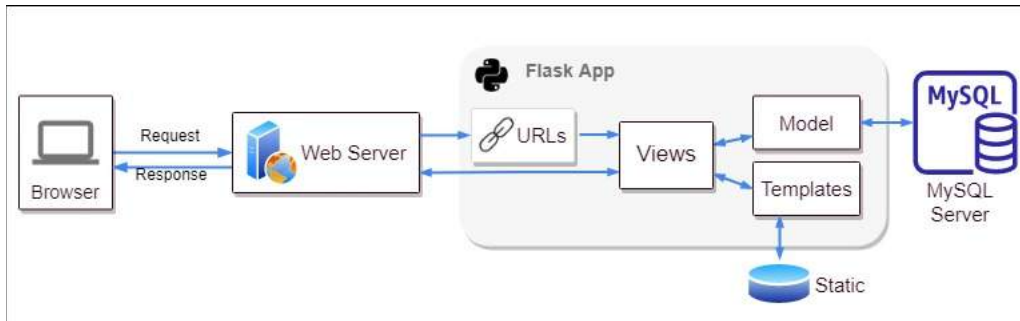 Flask App
Browser
Request
Response
Web Server
URLs
Views
Model
Templates
Static
MySQL
MySQL
Server